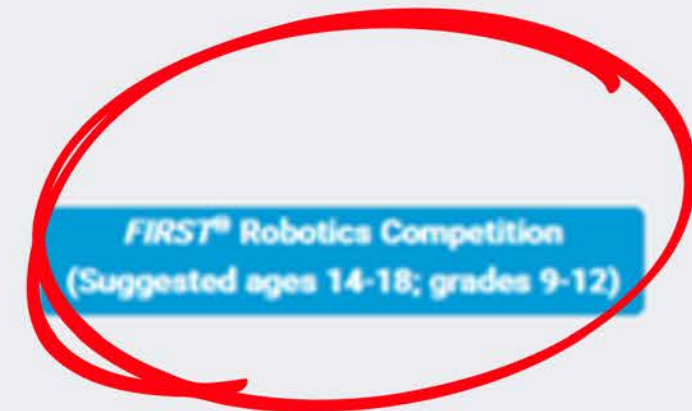 FIRST® Robotics Competition
(Suggested ages 14-18; grades 9-12)